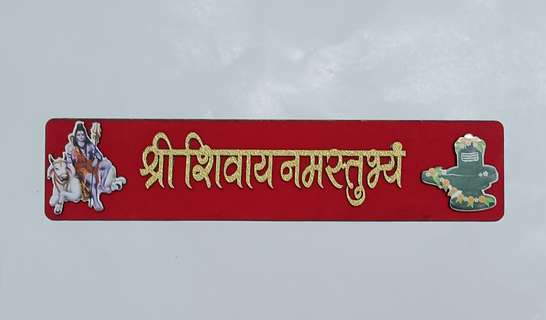 श्री शिवाय नमस्तुभ्यं